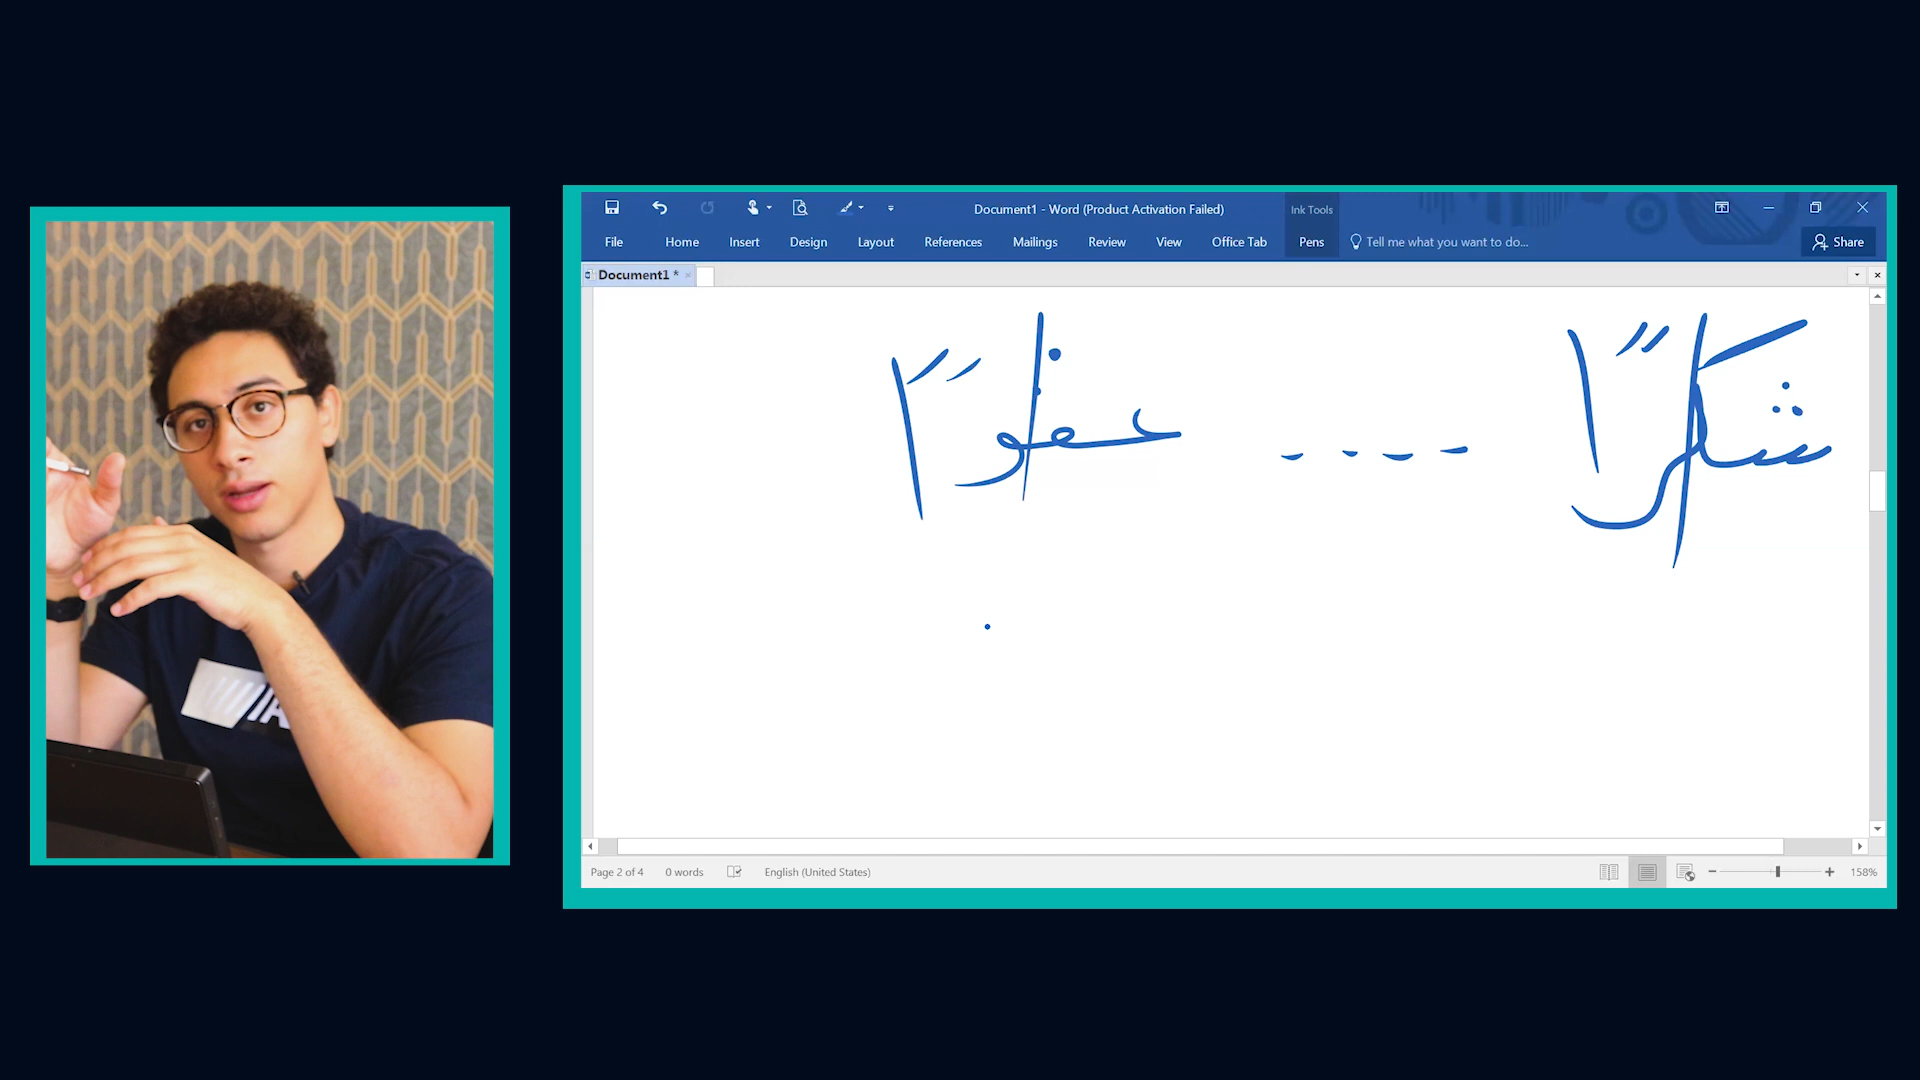 Document1 - Word (Product Activation Failed)
Ink Tools
File Home Insert Design Layout References Mailings Review View Office Tab Pens Tell me what you want to do... Share
Document1 *
شكراً ---- عفواً
Page 2 of 4 0 words English (United States) 158%